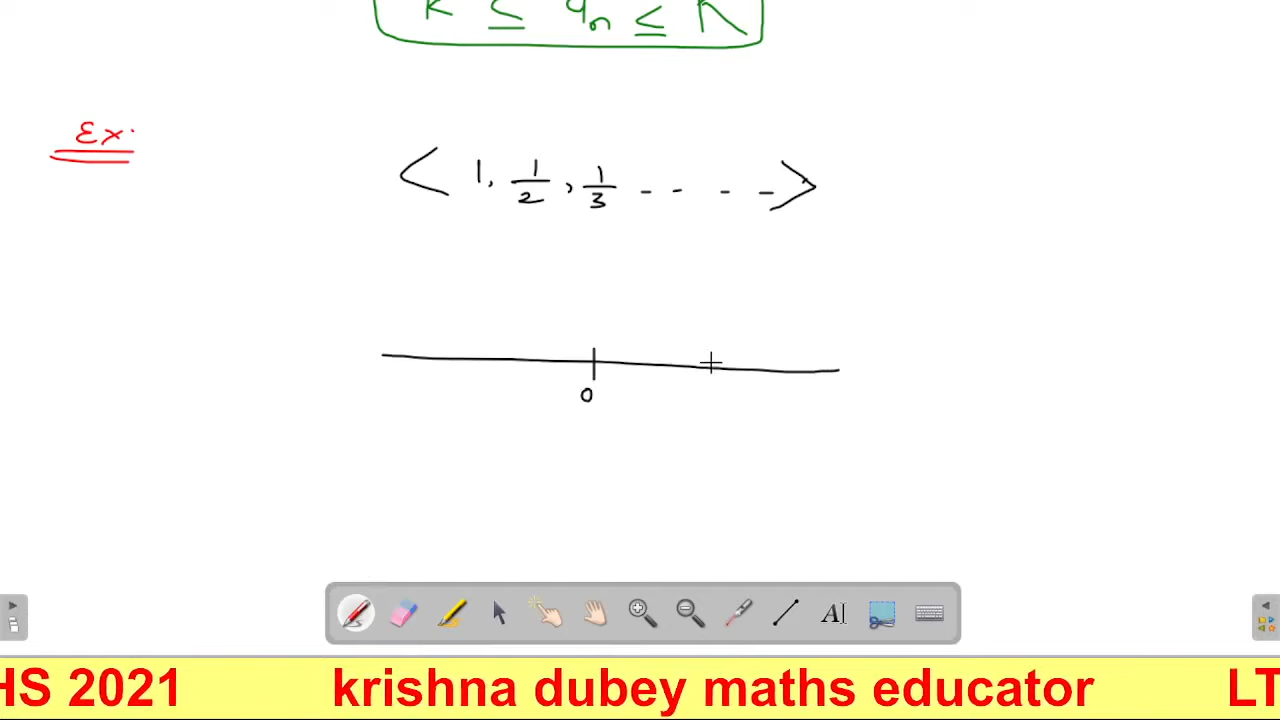 k ≤ an ≤ K
Ex.
< 1, 1/2, 1/3 - - - - >
0
HS 2021 krishna dubey maths educator LT